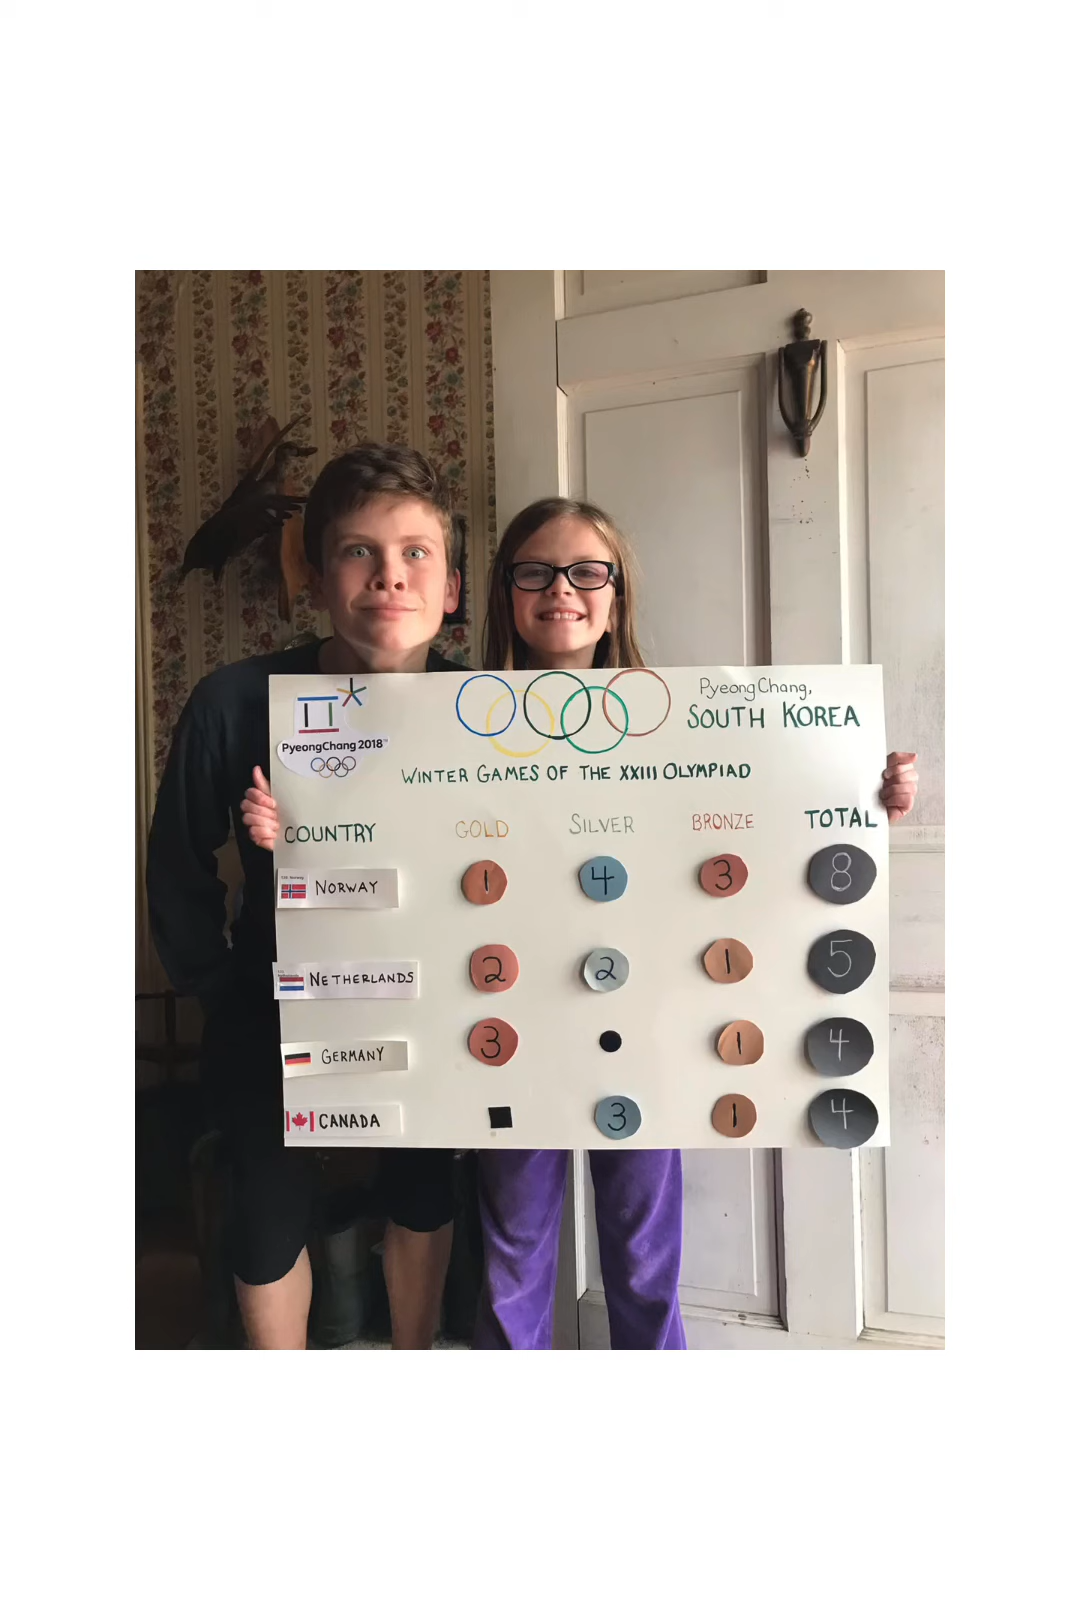 PyeongChang,
SOUTH KOREA
PyeongChang 2018™
WINTER GAMES OF THE XXIII OLYMPIAD
COUNTRY GOLD SILVER BRONZE TOTAL
NORWAY 1 4 3 8
NETHERLANDS 2 2 1 5
GERMANY 3 1 4
CANADA 3 1 4